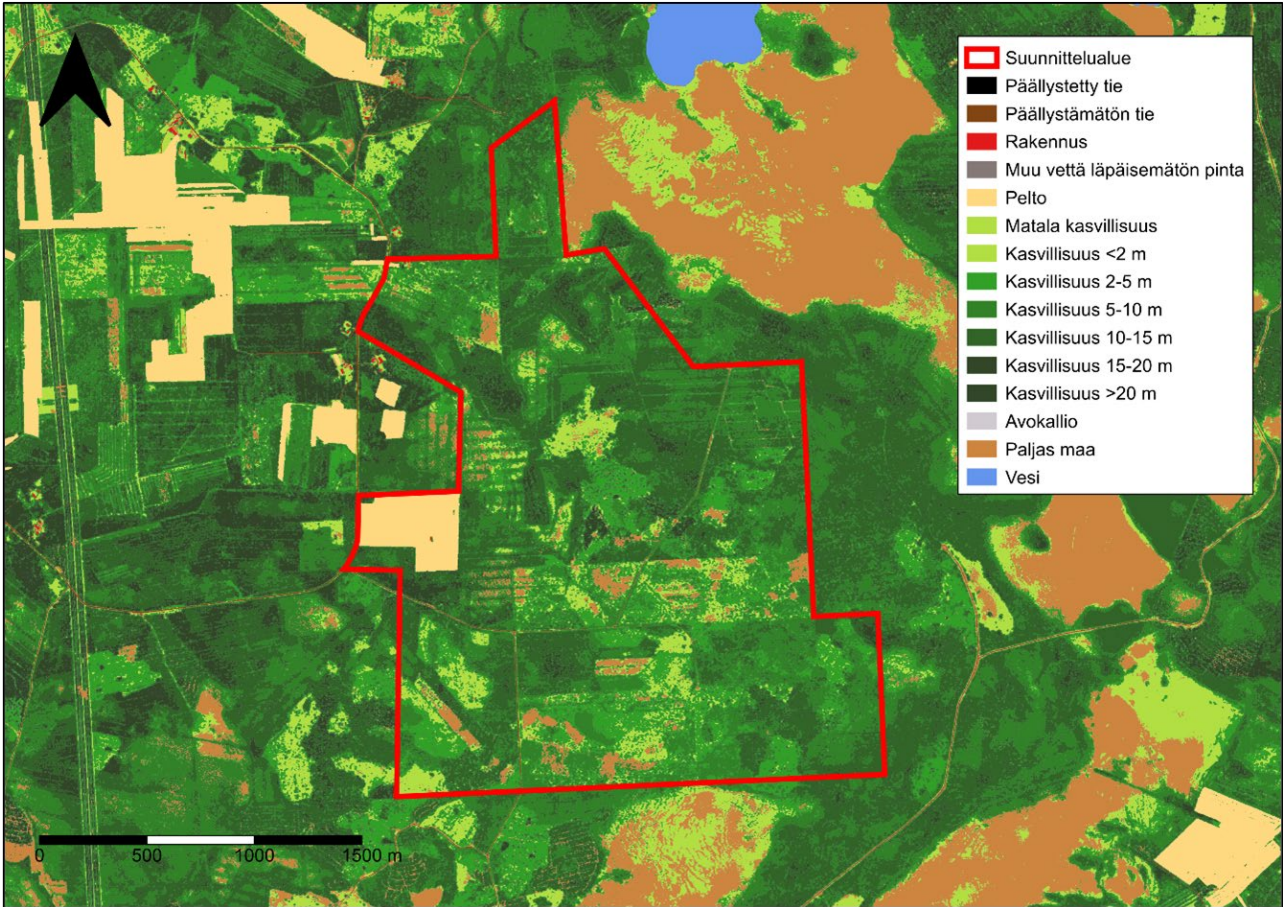 Suunnittelualue
Päällystetty tie
Päällystämätön tie
Rakennus
Muu vettä läpäisemätön pinta
Pelto
Matala kasvillisuus
Kasvillisuus <2 m
Kasvillisuus 2-5 m
Kasvillisuus 5-10 m
Kasvillisuus 10-15 m
Kasvillisuus 15-20 m
Kasvillisuus >20 m
Avokallio
Paljas maa
Vesi
0 500 1000 1500 m